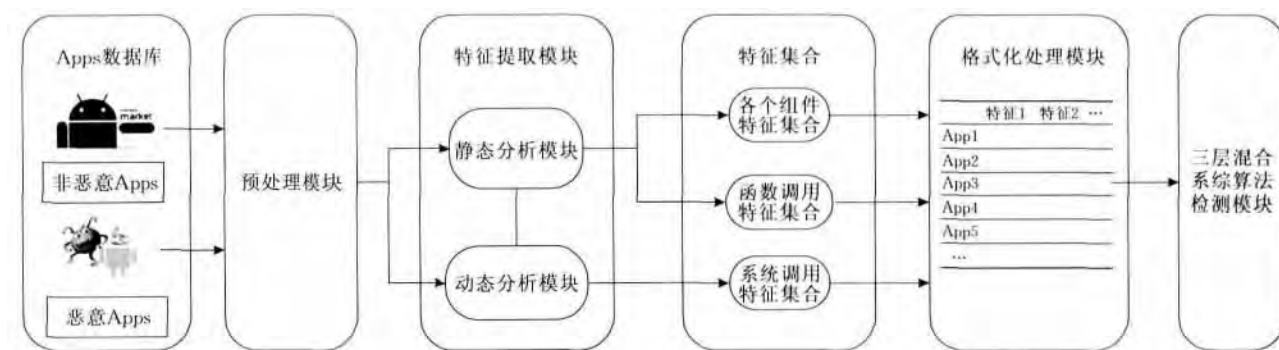 Apps数据库
market
非恶意Apps
恶意Apps
预处理模块
特征提取模块
静态分析模块
动态分析模块
特征集合
各个组件
特征集合
函数调用
特征集合
系统调用
特征集合
格式化处理模块
特征1 特征2 …
App1
App2
App3
App4
App5
…
三层混合
系综算法
检测模块